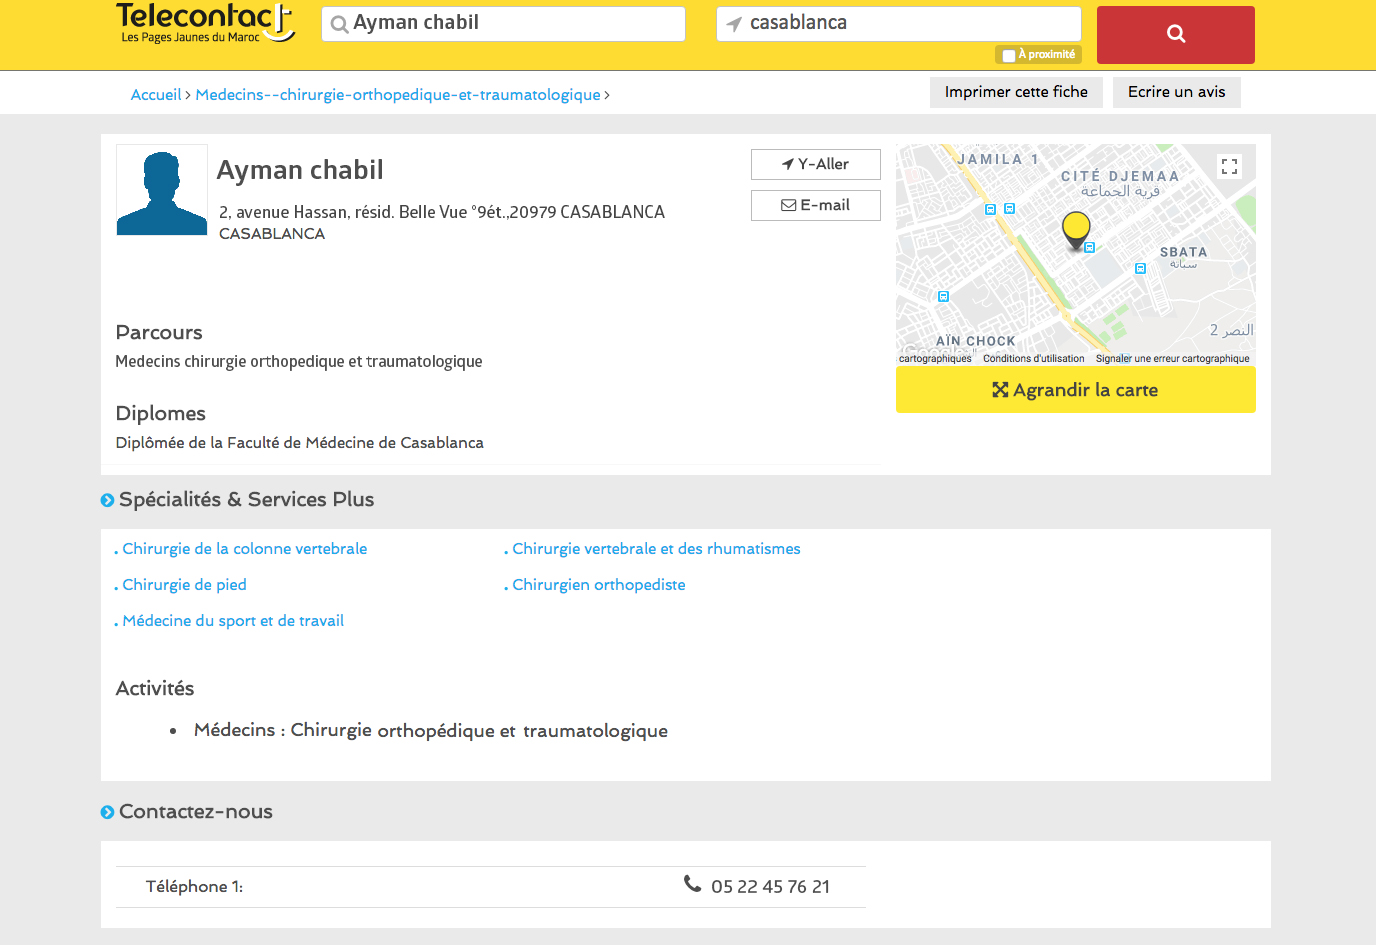 Telecontact
Les Pages Jaunes du Maroc
Ayman chabil
casablanca
À proximité
Accueil > Medecins--chirurgie-orthopedique-et-traumatologique >
Imprimer cette fiche
Ecrire un avis
Ayman chabil
2, avenue Hassan, résid. Belle Vue °9ét.,20979 CASABLANCA
CASABLANCA
Y-Aller
E-mail
JAMILA 1
CITÉ DJEMAA
قرية الجماعة
SBATA
سباتة
النصر 2
AÏN CHOCK
Google
cartographiques
Conditions d'utilisation
Signaler une erreur cartographique
Agrandir la carte
Parcours
Medecins chirurgie orthopedique et traumatologique
Diplomes
Diplômée de la Faculté de Médecine de Casablanca
Spécialités & Services Plus
. Chirurgie de la colonne vertebrale
. Chirurgie vertebrale et des rhumatismes
. Chirurgie de pied
. Chirurgien orthopediste
. Médecine du sport et de travail
Activités
• Médecins : Chirurgie orthopédique et traumatologique
Contactez-nous
Téléphone 1:
05 22 45 76 21